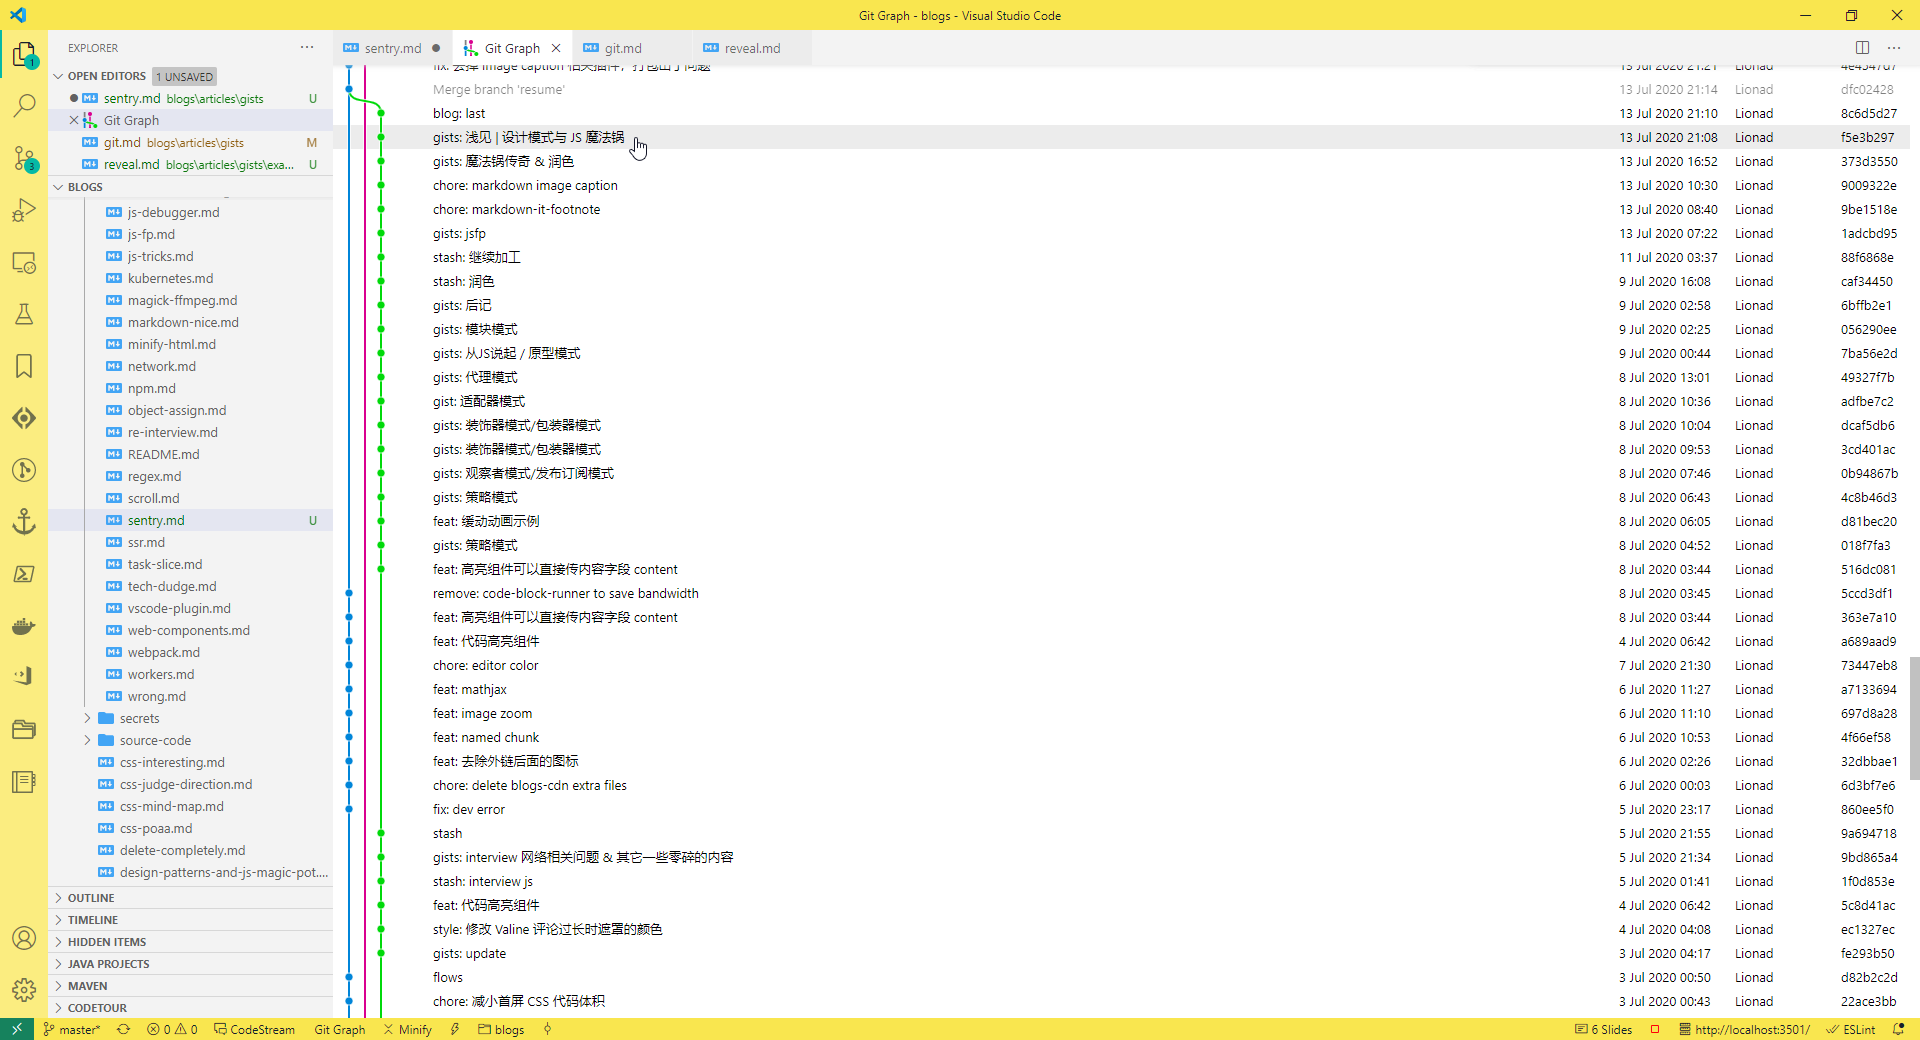 Git Graph - blogs - Visual Studio Code
EXPLORER
OPEN EDITORS 1 UNSAVED
sentry.md blogs\articles\gists U
Git Graph
git.md blogs\articles\gists M
reveal.md blogs\articles\gists\exa... U
BLOGS
js-debugger.md
js-fp.md
js-tricks.md
kubernetes.md
magick-ffmpeg.md
markdown-nice.md
minify-html.md
network.md
npm.md
object-assign.md
re-interview.md
README.md
regex.md
scroll.md
sentry.md U
ssr.md
task-slice.md
tech-dudge.md
vscode-plugin.md
web-components.md
webpack.md
workers.md
wrong.md
secrets
source-code
css-interesting.md
css-judge-direction.md
css-mind-map.md
css-poaa.md
delete-completely.md
design-patterns-and-js-magic-pot....
OUTLINE
TIMELINE
HIDDEN ITEMS
JAVA PROJECTS
MAVEN
CODETOUR
sentry.md Git Graph git.md reveal.md
13 Jul 2020 21:21 Lionad
Merge branch 'resume' 13 Jul 2020 21:14 Lionad dfc02428
blog: last 13 Jul 2020 21:10 Lionad 8c6d5d27
gists: 浅见 | 设计模式与 JS 魔法锅 13 Jul 2020 21:08 Lionad f5e3b297
gists: 魔法锅传奇 & 润色 13 Jul 2020 16:52 Lionad 373d3550
chore: markdown image caption 13 Jul 2020 10:30 Lionad 9009322e
chore: markdown-it-footnote 13 Jul 2020 08:40 Lionad 9be1518e
gists: jsfp 13 Jul 2020 07:22 Lionad 1adcbd95
stash: 继续加工 11 Jul 2020 03:37 Lionad 88f6868e
stash: 润色 9 Jul 2020 16:08 Lionad caf34450
gists: 后记 9 Jul 2020 02:58 Lionad 6bffb2e1
gists: 模块模式 9 Jul 2020 02:25 Lionad 056290ee
gists: 从JS说起 / 原型模式 9 Jul 2020 00:44 Lionad 7ba56e2d
gists: 代理模式 8 Jul 2020 13:01 Lionad 49327f7b
gist: 适配器模式 8 Jul 2020 10:36 Lionad adfbe7c2
gists: 装饰器模式/包装器模式 8 Jul 2020 10:04 Lionad dcaf5db6
gists: 装饰器模式/包装器模式 8 Jul 2020 09:53 Lionad 3cd401ac
gists: 观察者模式/发布订阅模式 8 Jul 2020 07:46 Lionad 0b94867b
gists: 策略模式 8 Jul 2020 06:43 Lionad 4c8b46d3
feat: 缓动动画示例 8 Jul 2020 06:05 Lionad d81bec20
gists: 策略模式 8 Jul 2020 04:52 Lionad 018f7fa3
feat: 高亮组件可以直接传内容字段 content 8 Jul 2020 03:44 Lionad 516dc081
remove: code-block-runner to save bandwidth 8 Jul 2020 03:45 Lionad 5ccd3df1
feat: 高亮组件可以直接传内容字段 content 8 Jul 2020 03:44 Lionad 363e7a10
feat: 代码高亮组件 4 Jul 2020 06:42 Lionad a689aad9
chore: editor color 7 Jul 2020 21:30 Lionad 73447eb8
feat: mathjax 6 Jul 2020 11:27 Lionad a7133694
feat: image zoom 6 Jul 2020 11:10 Lionad 697d8a28
feat: named chunk 6 Jul 2020 10:53 Lionad 4f66ef58
feat: 去除外链后面的图标 6 Jul 2020 02:26 Lionad 32dbbae1
chore: delete blogs-cdn extra files 6 Jul 2020 00:03 Lionad 6d3bf7e6
fix: dev error 5 Jul 2020 23:17 Lionad 860ee5f0
stash 5 Jul 2020 21:55 Lionad 9a694718
gists: interview 网络相关问题 & 其它一些零碎的内容 5 Jul 2020 21:34 Lionad 9bd865a4
stash: interview js 5 Jul 2020 01:41 Lionad 1f0d853e
feat: 代码高亮组件 4 Jul 2020 06:42 Lionad 5c8d41ac
style: 修改 Valine 评论过长时遮罩的颜色 4 Jul 2020 04:08 Lionad ec1327ec
gists: update 3 Jul 2020 04:17 Lionad fe293b50
flows 3 Jul 2020 00:50 Lionad d82b2c2d
chore: 减小首屏 CSS 代码体积 3 Jul 2020 00:43 Lionad 22ace3bb
master* 0 0 CodeStream Git Graph Minify blogs 6 Slides http://localhost:3501/ ESLint